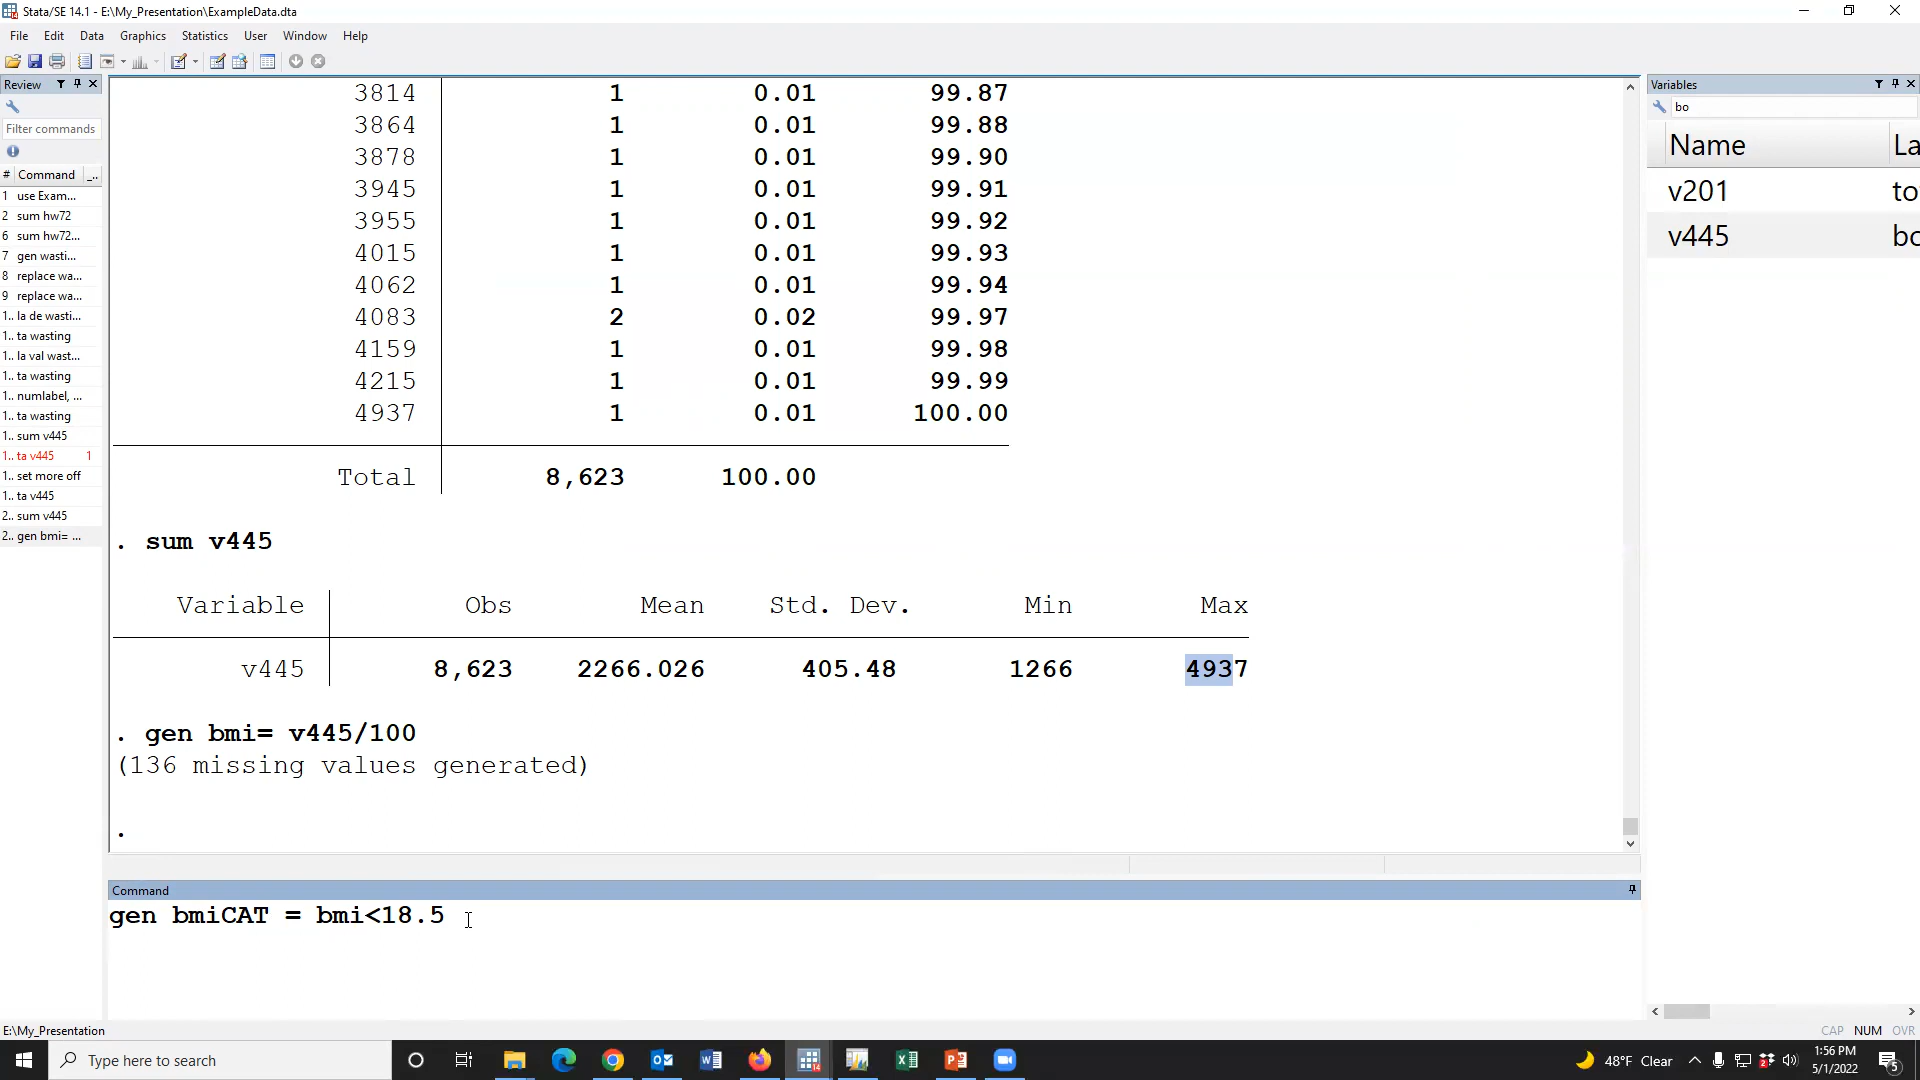 Stata/SE 14.1 - E:\My_Presentation\ExampleData.dta
File Edit Data Graphics Statistics User Window Help
Review
Filter commands
# Command _..
1 use Exam...
2 sum hw72
6 sum hw72...
7 gen wasti...
8 replace wa...
9 replace wa...
1.. la de wasti...
1.. ta wasting
1.. la val wast...
1.. ta wasting
1.. numlabel, ...
1.. ta wasting
1.. sum v445
1.. ta v445 1
1.. set more off
1.. ta v445
2.. sum v445
2.. gen bmi= ...
3814 1 0.01 99.87
3864 1 0.01 99.88
3878 1 0.01 99.90
3945 1 0.01 99.91
3955 1 0.01 99.92
4015 1 0.01 99.93
4062 1 0.01 99.94
4083 2 0.02 99.97
4159 1 0.01 99.98
4215 1 0.01 99.99
4937 1 0.01 100.00
Total 8,623 100.00
. sum v445
Variable Obs Mean Std. Dev. Min Max
v445 8,623 2266.026 405.48 1266 4937
. gen bmi= v445/100
(136 missing values generated)
.
Command
gen bmiCAT = bmi<18.5
Variables
bo
Name La
v201 to
v445 bo
E:\My_Presentation
CAP NUM OVR
Type here to search
48°F Clear
1:56 PM
5/1/2022
5